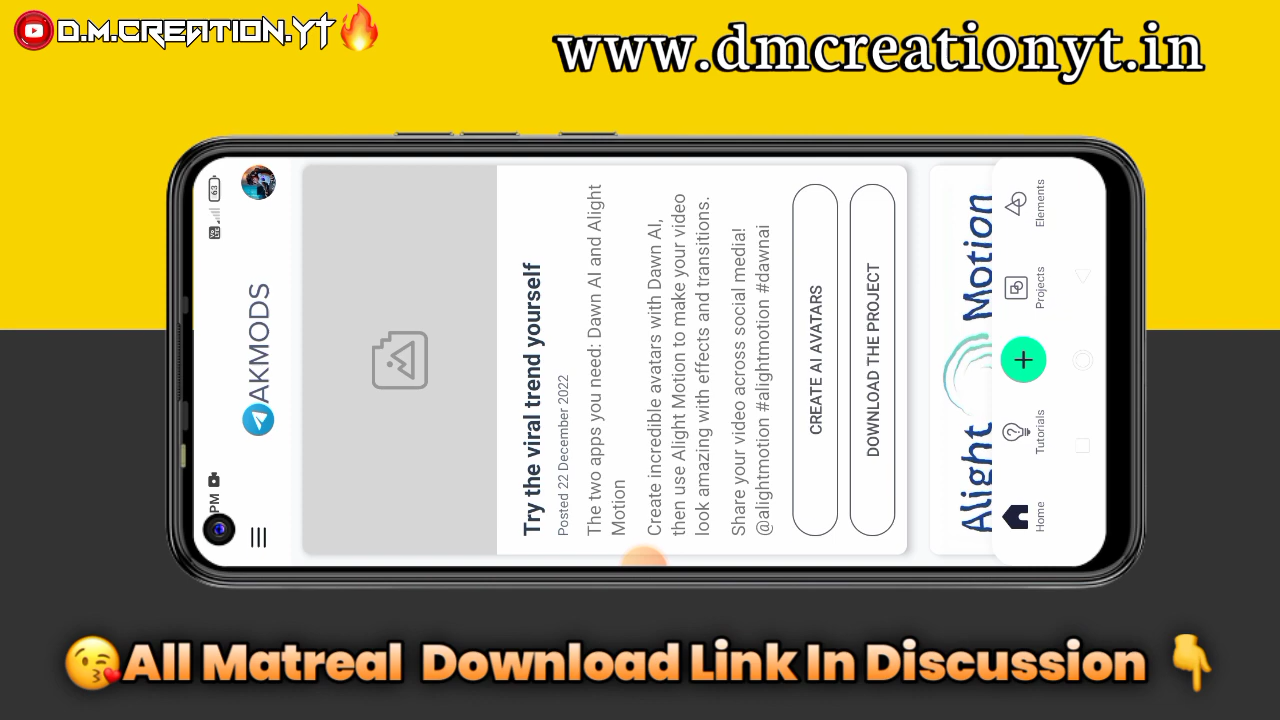 D.M.CREATION.YT
www.dmcreationyt.in
PM
63
AKMODS
Try the viral trend yourself
Posted 22 December 2022
The two apps you need: Dawn AI and Alight
Motion
Create incredible avatars with Dawn AI,
then use Alight Motion to make your video
look amazing with effects and transitions.
Share your video across social media!
@alightmotion #alightmotion #dawnai
CREATE AI AVATARS
DOWNLOAD THE PROJECT
Alight Motion
Home
Tutorials
Projects
Elements
All Matreal Download Link In Discussion